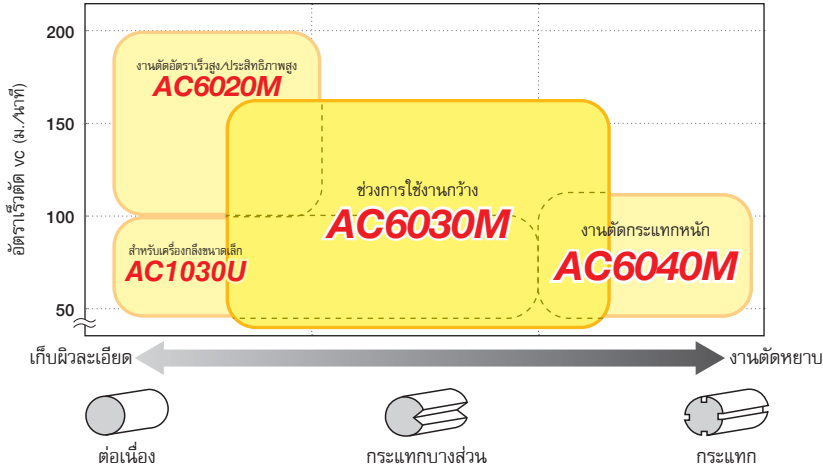 อัตราเร็วตัด vc (ม./นาที)
200
150
100
50
งานตัดอัตราเร็วสูง/ประสิทธิภาพสูง
AC6020M
ช่วงการใช้งานกว้าง
AC6030M
สำหรับเครื่องกลึงขนาดเล็ก
AC1030U
งานตัดกระแทกหนัก
AC6040M
เก็บผิวละเอียด
งานตัดหยาบ
ต่อเนื่อง
กระแทกบางส่วน
กระแทก